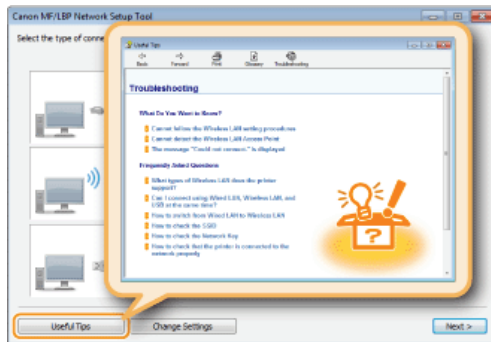 Canon MF/LBP Network Setup Tool
Select the type of conne
Useful Tips
Back Forward Print Glossary Troubleshooting
Troubleshooting
What Do You Want to Know?
Cannot follow the Wireless LAN setting procedures
Cannot detect the Wireless LAN Access Point
The message "Could not connect." is displayed
Frequently Asked Questions
What types of Wireless LAN does the printer
support?
Can I connect using Wired LAN, Wireless LAN, and
USB at the same time?
How to switch from Wired LAN to Wireless LAN
How to check the SSID
How to check the Network Key
How to check that the printer is connected to the
network properly
?
Useful Tips
Change Settings
Next >